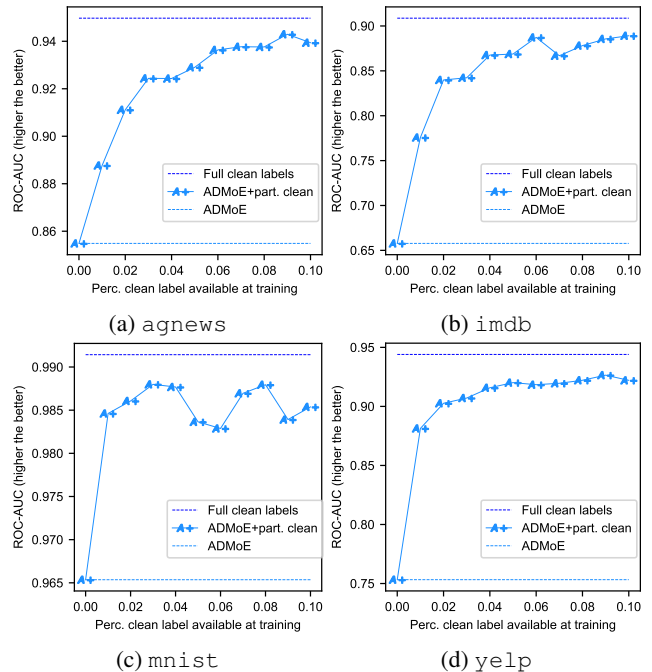 ROC-AUC (higher the better)
0.94
0.92
0.90
0.88
0.86
Full clean labels
ADMoE+part. clean
ADMoE
0.00 0.02 0.04 0.06 0.08 0.10
Perc. clean label available at training
(a) agnews
ROC-AUC (higher the better)
0.90
0.85
0.80
0.75
0.70
0.65
Full clean labels
ADMoE+part. clean
ADMoE
0.00 0.02 0.04 0.06 0.08 0.10
Perc. clean label available at training
(b) imdb
ROC-AUC (higher the better)
0.990
0.985
0.980
0.975
0.970
0.965
Full clean labels
ADMoE+part. clean
ADMoE
0.00 0.02 0.04 0.06 0.08 0.10
Perc. clean label available at training
(c) mnist
ROC-AUC (higher the better)
0.95
0.90
0.85
0.80
0.75
Full clean labels
ADMoE+part. clean
ADMoE
0.00 0.02 0.04 0.06 0.08 0.10
Perc. clean label available at training
(d) yelp